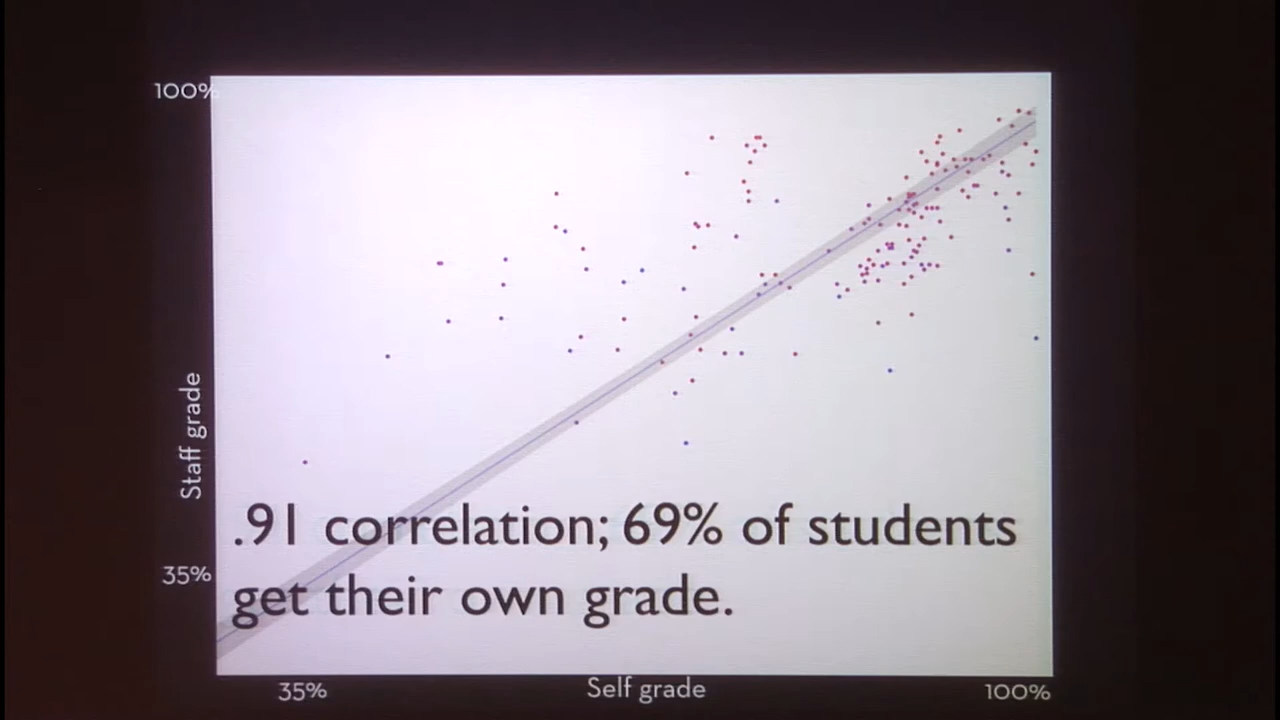 100%
Staff grade
.91 correlation; 69% of students
35%
get their own grade.
35%
Self grade
100%